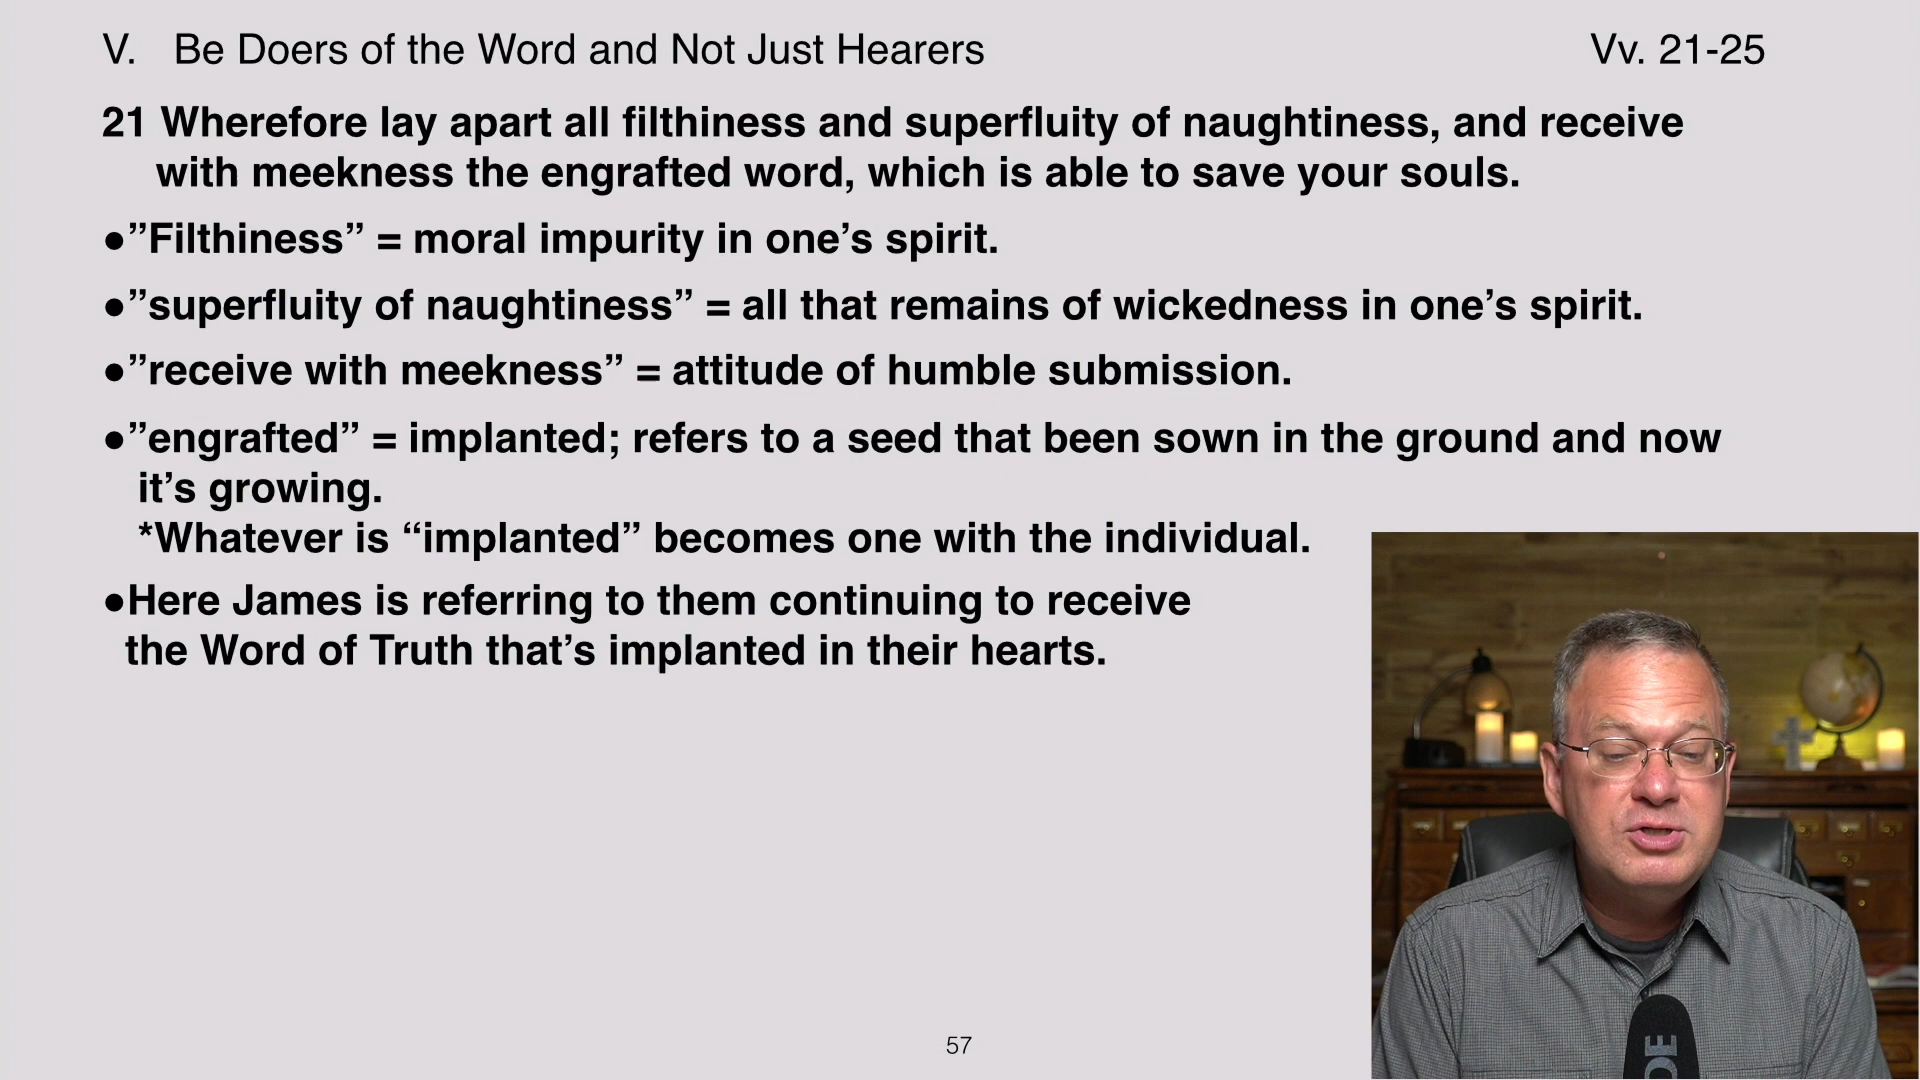 V. Be Doers of the Word and Not Just Hearers Vv. 21-25
21 Wherefore lay apart all filthiness and superfluity of naughtiness, and receive
with meekness the engrafted word, which is able to save your souls.
●”Filthiness” = moral impurity in one’s spirit.
●”superfluity of naughtiness” = all that remains of wickedness in one’s spirit.
●”receive with meekness” = attitude of humble submission.
●”engrafted” = implanted; refers to a seed that been sown in the ground and now
it’s growing.
*Whatever is “implanted” becomes one with the individual.
●Here James is referring to them continuing to receive
the Word of Truth that’s implanted in their hearts.
57